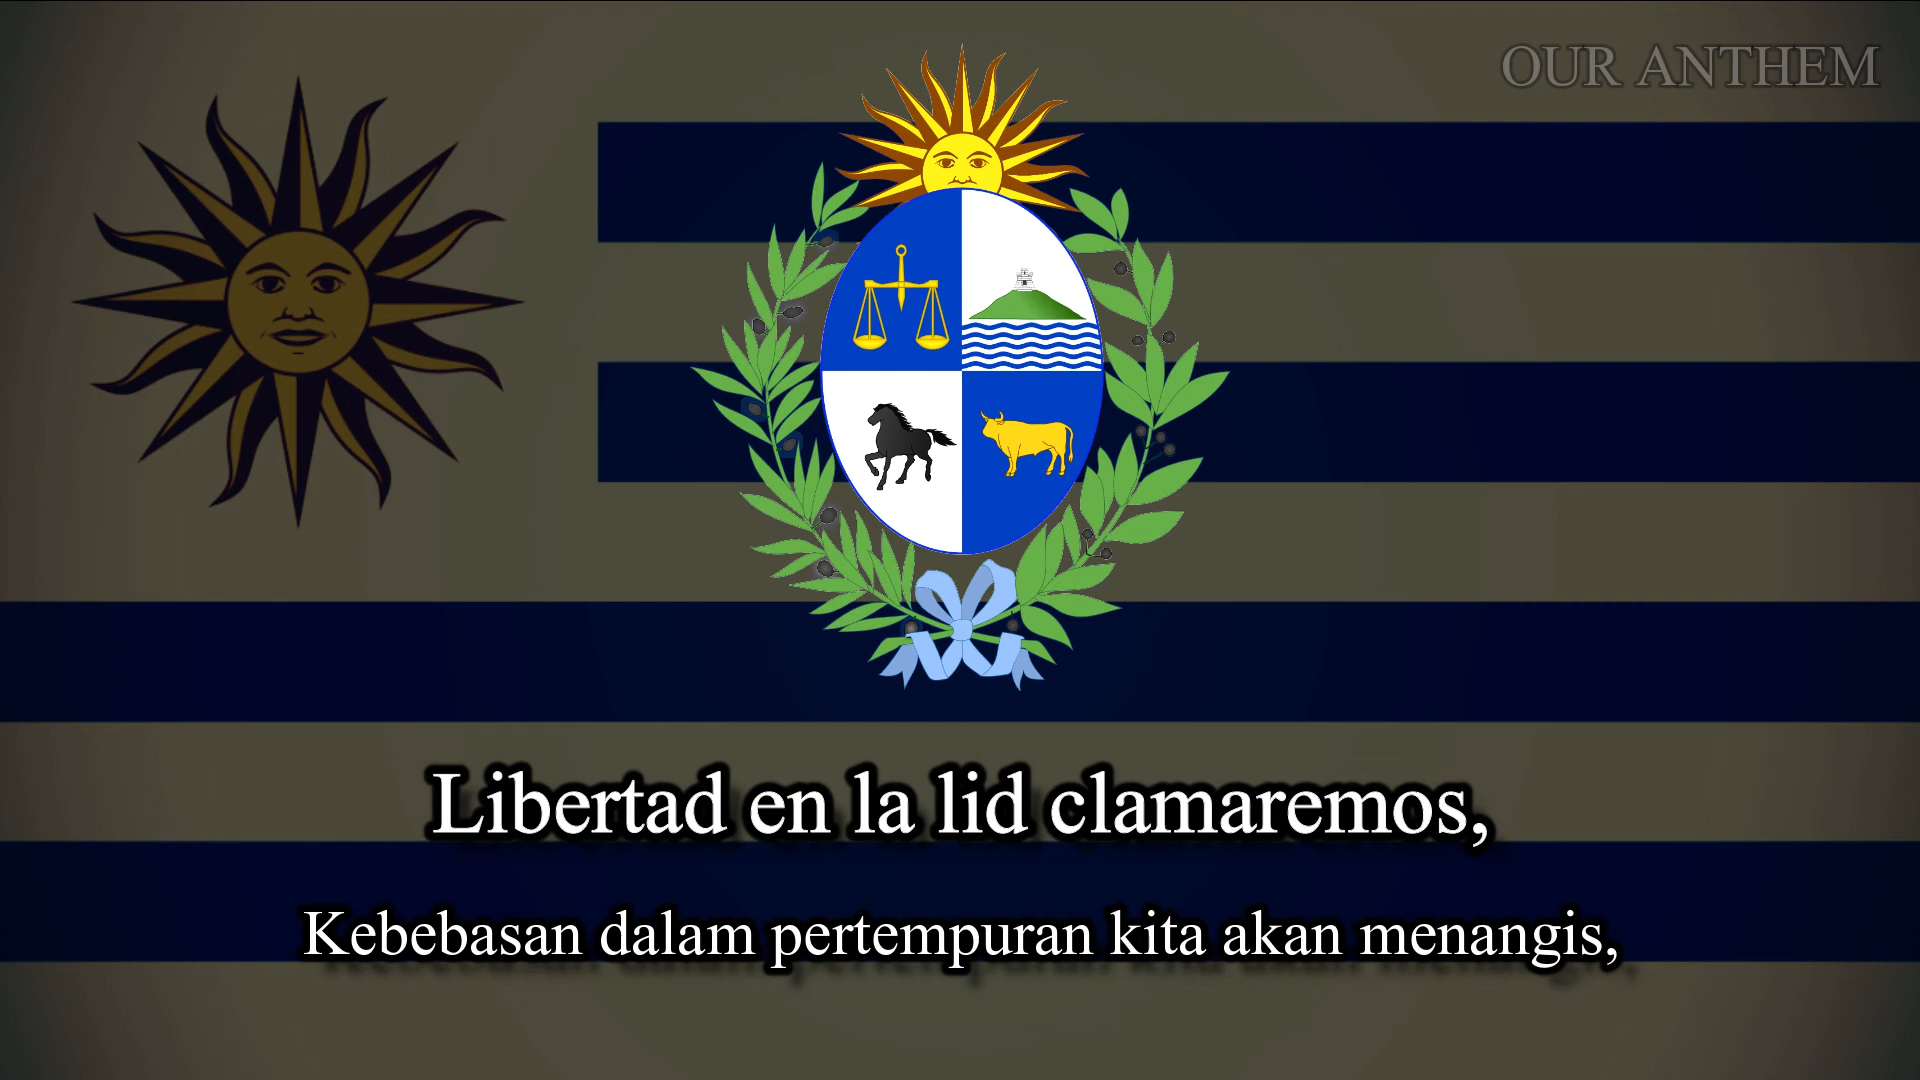 OUR ANTHEM
Libertad en la lid clamaremos,
Kebebasan dalam pertempuran kita akan menangis,